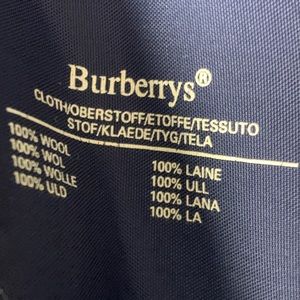 Burberrys®
CLOTH/OBERSTOFF/ETOFFE/TESSUTO
STOF/KLAEDE/TYG/TELA
100% WOOL
100% WOL
100% WOLLE
100% ULD
100% LAINE
100% ULL
100% LANA
100% LA